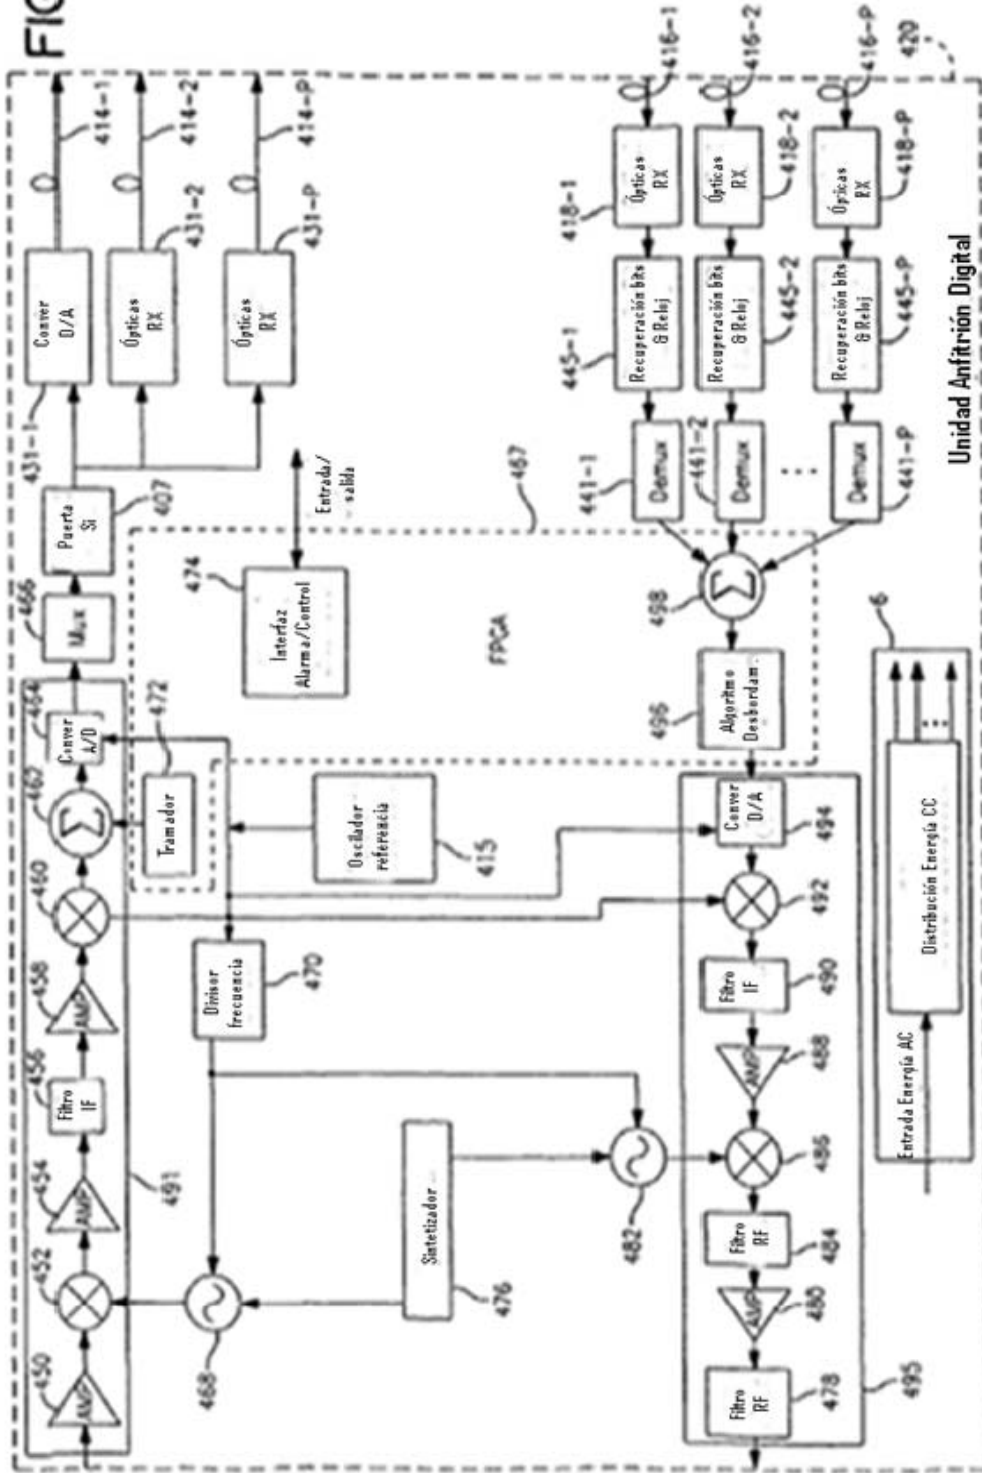 FIG
450
AMP
452
454
AMP
456
Filtro
IF
458
AMP
460
462
Σ
464
Conver
A/D
466
Mux
Puerta
Si
407
431-1
Conver
D/A
414-1
Ópticas
RX
431-2
414-2
Ópticas
RX
431-P
414-P
491
468
Divisor
frecuencia
470
Tramador
472
474
Interfaz
Alarma/Control
Entrada/
salida
Oscilador
referencia
415
FPGA
467
Sintetizador
476
482
416-1
Ópticas
RX
418-1
Recuperación bits
& Reloj
445-1
Demux
441-1
416-2
Ópticas
RX
418-2
Recuperación bits
& Reloj
445-2
Demux
441-2
416-P
Ópticas
RX
418-P
Recuperación bits
& Reloj
445-P
Demux
441-P
420
Σ
498
Algoritmo
Desbordam.
496
Conver
D/A
494
492
Filtro
IF
490
AMP
488
486
Filtro
RF
484
AMP
480
Filtro
RF
478
495
Entrada Energía AC
Distribución Energía CC
6
Unidad Anfitrión Digital